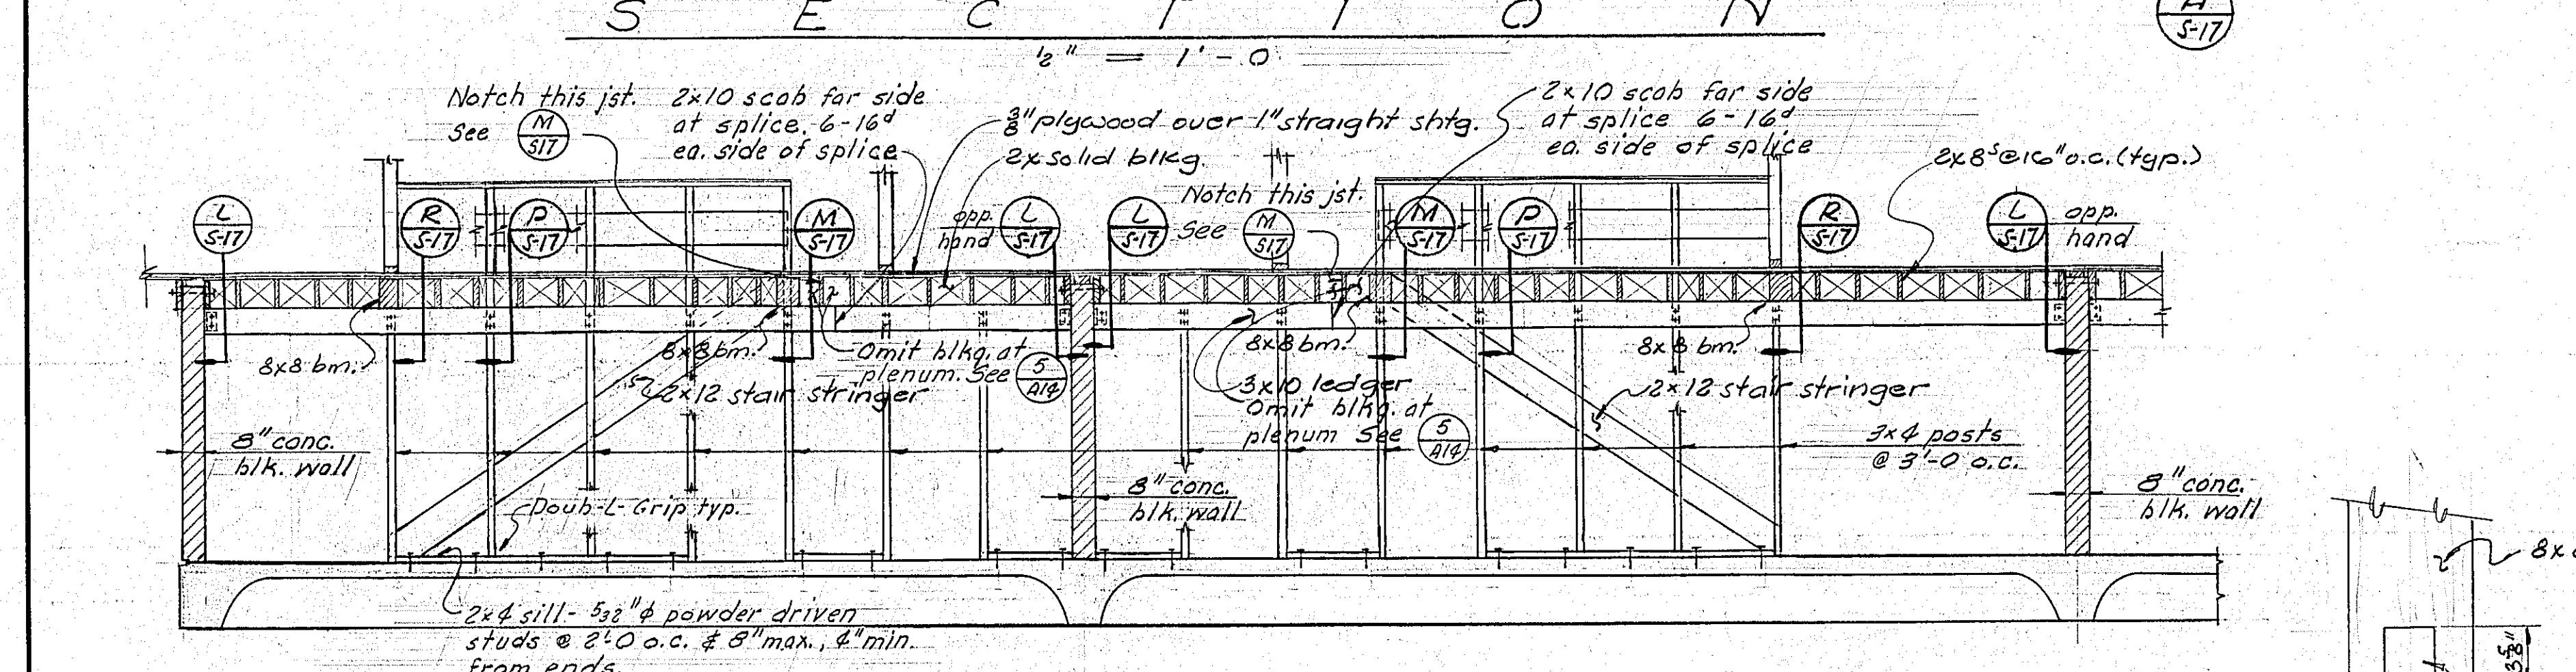 S E C T I O N
1/2" = 1'-0
A
S-17
Notch this jst.
See M
S17
2x10 scab far side
at splice. 6-16d
ea. side of splice
3/8" plywood over 1" straight shtg.
2x solid blkg.
2x10 scab far side
at splice 6-16d
ea. side of splice
2x8s @ 16" o.c. (typ.)
L
S-17
R
S-17
P
S-17
M
S-17
opp.
hand
L
S-17
L
S-17
Notch this jst.
See M
S17
M
S-17
P
S-17
R
S-17
L
S-17
opp.
hand
8x8 bm.
8x8 bm.
Omit blkg. at
plenum. See 5
A14
2x12 stair stringer
8x8 bm.
3x10 ledger
Omit blkg. at
plenum See 5
A14
8x8 bm.
2x12 stair stringer
8" conc.
blk. wall
Doub-L-Grip typ.
8" conc.
blk. wall
3x4 posts
@ 3'-0 o.c.
8" conc.
blk. wall
2x4 sill - 5/32" ϕ powder driven
studs @ 2'-0 o.c. & 8" max., 4" min.
from ends.